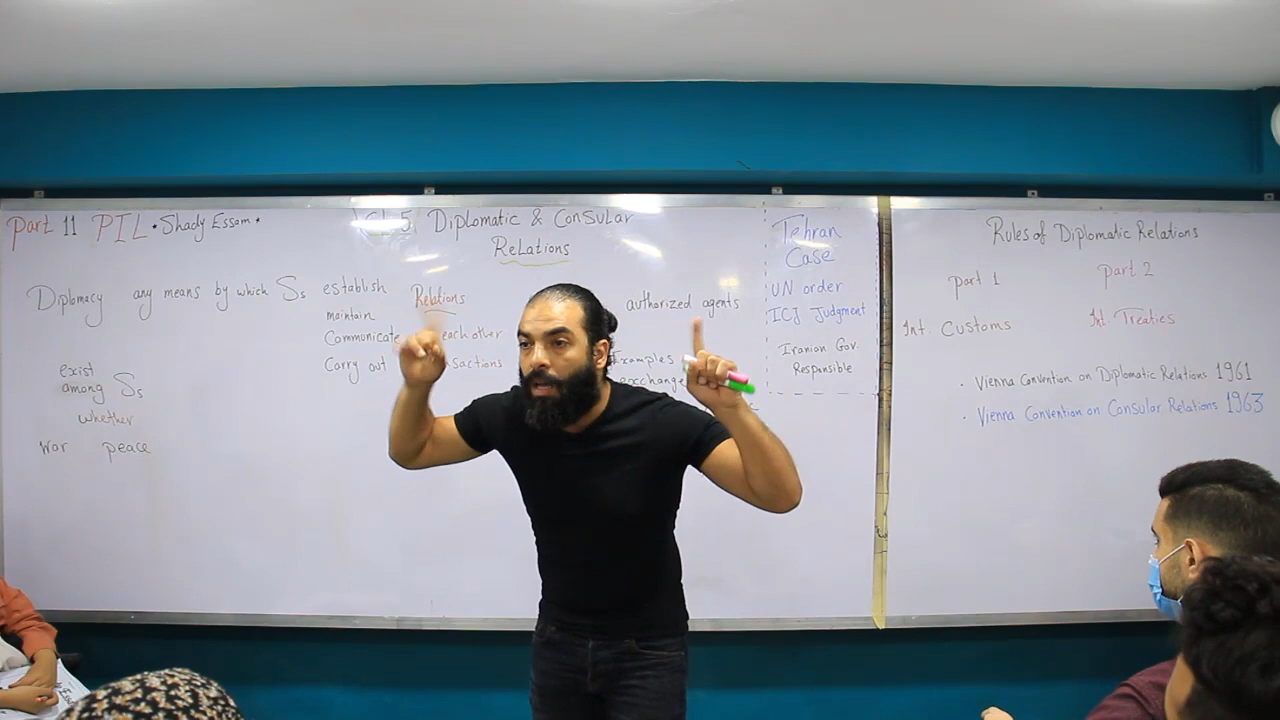 Part 11 PIL • Shady Essam *
Ch 5. Diplomatic & Consular
Relations
Diplomacy any means by which Ss establish Relations
maintain
Communicate each other
Carry out
authorized agents
Examples
exchange
exist
among Ss
whether
War peace
Tehran
Case
UN order
ICJ Judgment
Iranian Gov.
Responsible
Rules of Diplomatic Relations
Part 1
Part 2
Int. Customs
Int. Treaties
• Vienna Convention on Diplomatic Relations 1961
• Vienna Convention on Consular Relations 1963